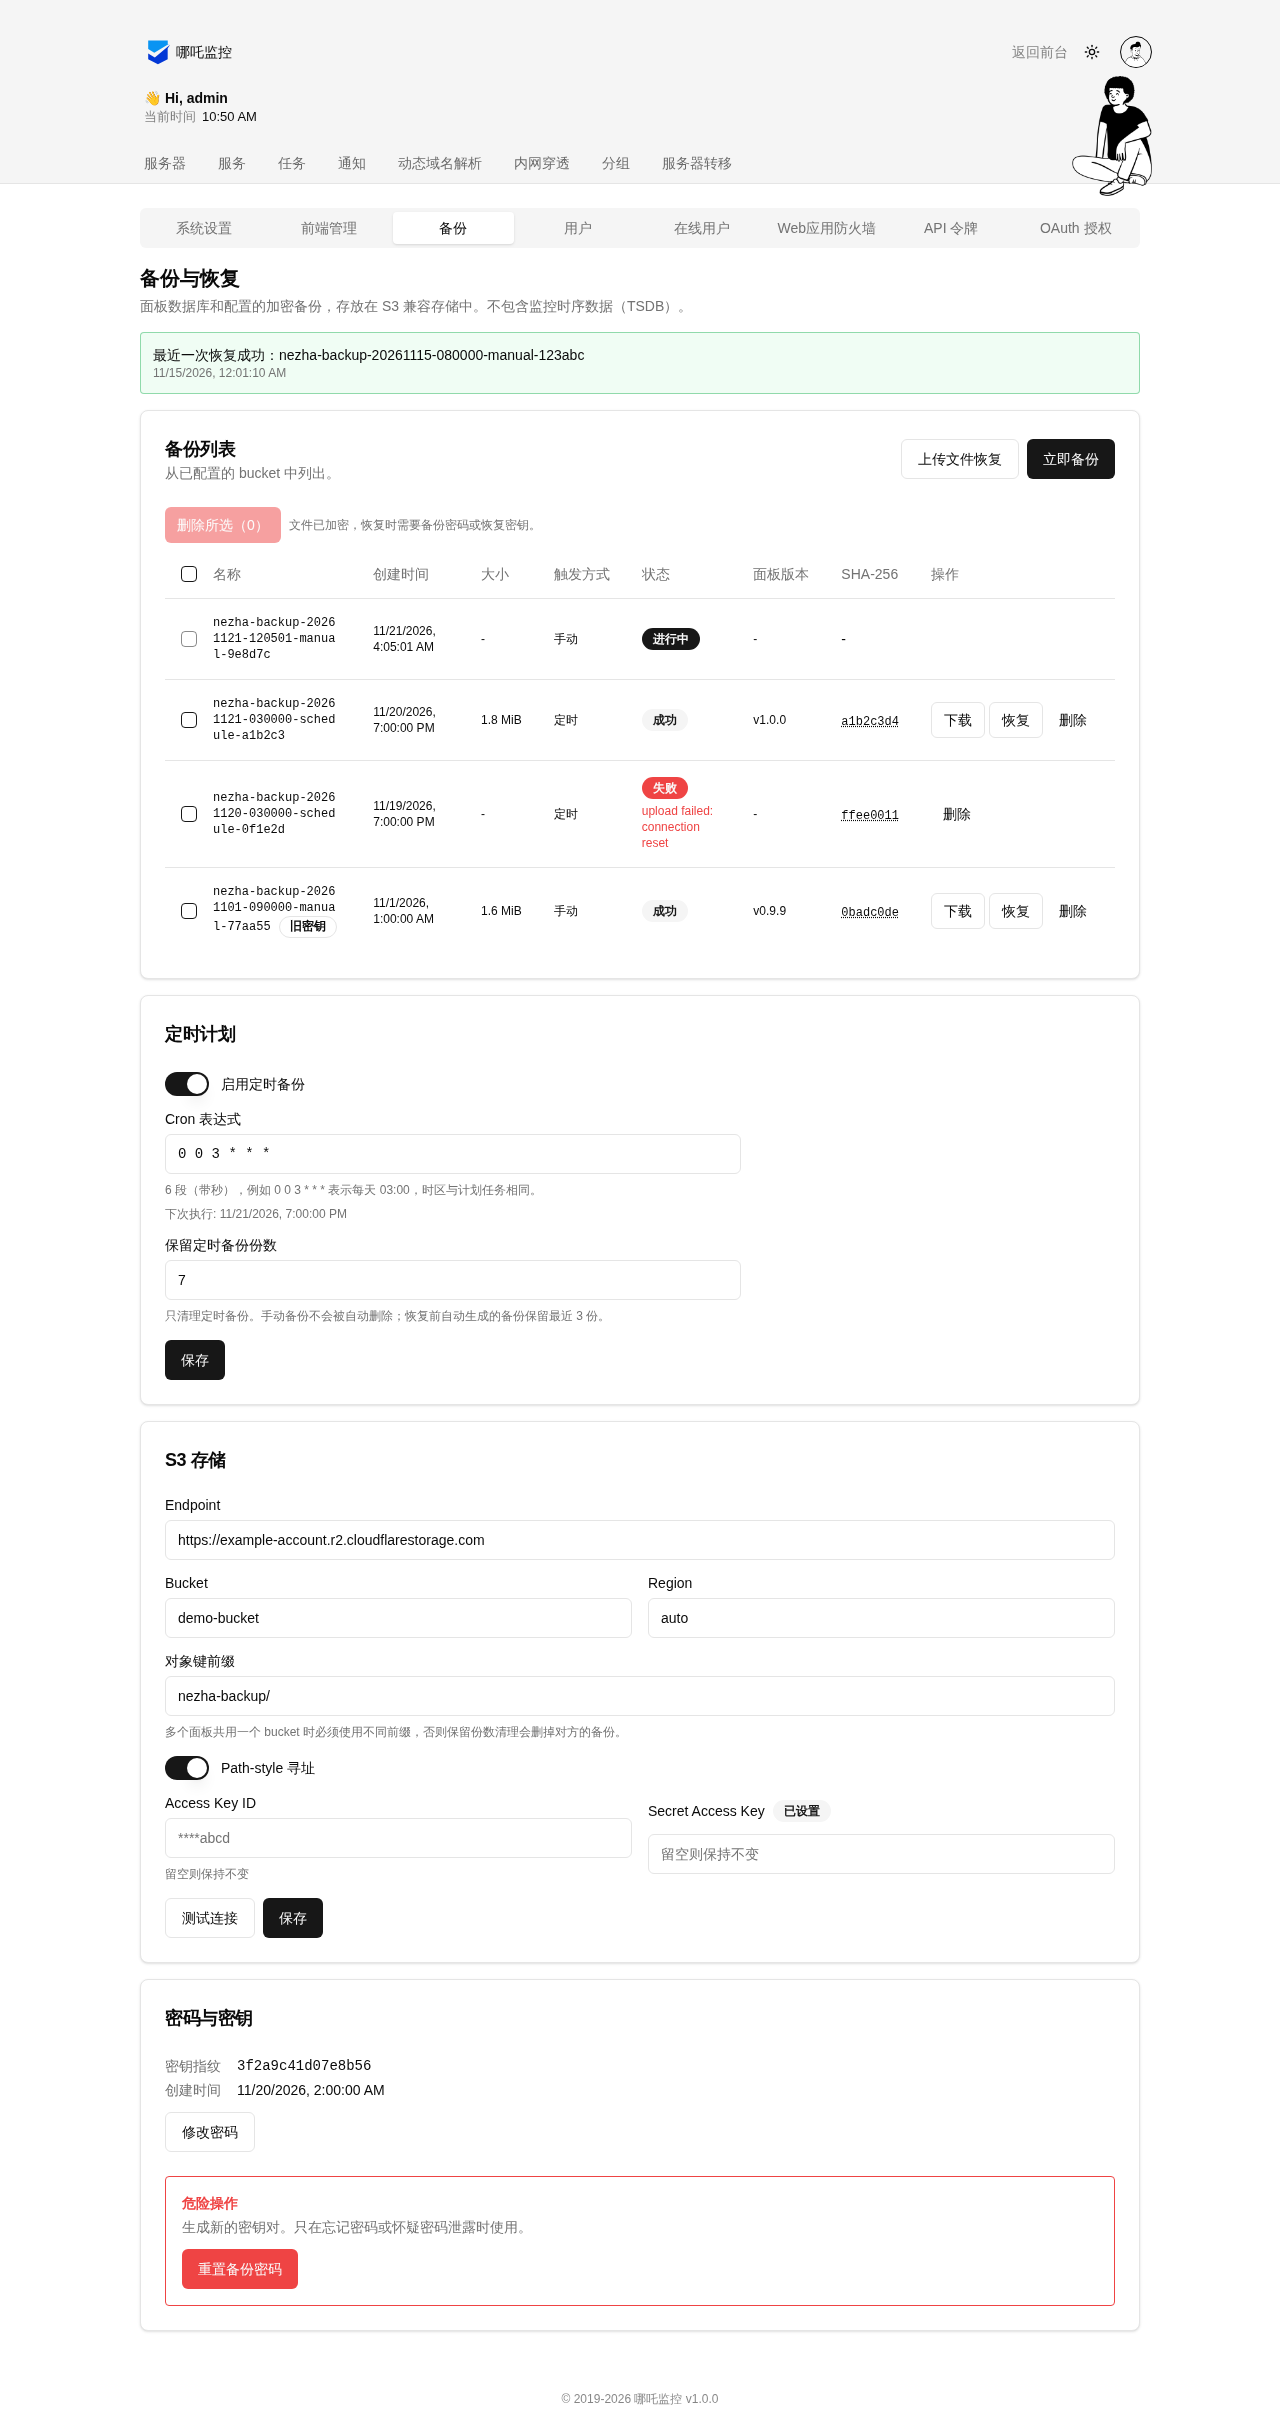 哪吒监控
返回前台
👋 Hi, admin
当前时间 10:50 AM
服务器 服务 任务 通知 动态域名解析 内网穿透 分组 服务器转移
系统设置 前端管理 备份 用户 在线用户 Web应用防火墙 API 令牌 OAuth 授权
备份与恢复
面板数据库和配置的加密备份，存放在 S3 兼容存储中。不包含监控时序数据（TSDB）。
最近一次恢复成功：nezha-backup-20261115-080000-manual-123abc
11/15/2026, 12:01:10 AM
备份列表
从已配置的 bucket 中列出。
上传文件恢复 立即备份
删除所选（0） 文件已加密，恢复时需要备份密码或恢复密钥。
名称 创建时间 大小 触发方式 状态 面板版本 SHA-256 操作
nezha-backup-2026
1121-120501-manua
l-9e8d7c
11/21/2026,
4:05:01 AM
- 手动 进行中 - -
nezha-backup-2026
1121-030000-sched
ule-a1b2c3
11/20/2026,
7:00:00 PM
1.8 MiB 定时 成功 v1.0.0 a1b2c3d4 下载 恢复 删除
nezha-backup-2026
1120-030000-sched
ule-0f1e2d
11/19/2026,
7:00:00 PM
- 定时 失败
upload failed:
connection
reset
- ffee0011 删除
nezha-backup-2026
1101-090000-manua
l-77aa55 旧密钥
11/1/2026,
1:00:00 AM
1.6 MiB 手动 成功 v0.9.9 0badc0de 下载 恢复 删除
定时计划
启用定时备份
Cron 表达式
0 0 3 * * *
6 段（带秒），例如 0 0 3 * * * 表示每天 03:00，时区与计划任务相同。
下次执行: 11/21/2026, 7:00:00 PM
保留定时备份份数
7
只清理定时备份。手动备份不会被自动删除；恢复前自动生成的备份保留最近 3 份。
保存
S3 存储
Endpoint
https://example-account.r2.cloudflarestorage.com
Bucket Region
demo-bucket auto
对象键前缀
nezha-backup/
多个面板共用一个 bucket 时必须使用不同前缀，否则保留份数清理会删掉对方的备份。
Path-style 寻址
Access Key ID
****abcd
留空则保持不变
Secret Access Key 已设置
留空则保持不变
测试连接 保存
密码与密钥
密钥指纹 3f2a9c41d07e8b56
创建时间 11/20/2026, 2:00:00 AM
修改密码
危险操作
生成新的密钥对。只在忘记密码或怀疑密码泄露时使用。
重置备份密码
© 2019-2026 哪吒监控 v1.0.0